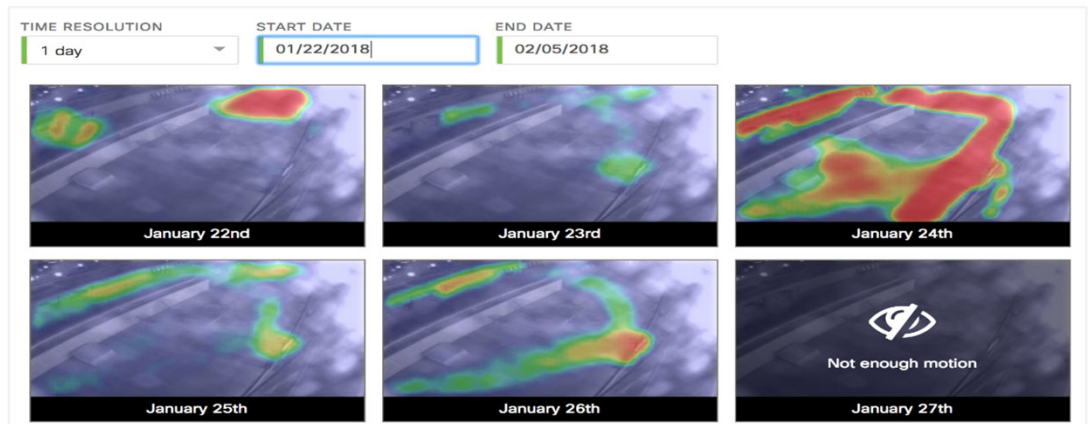 TIME RESOLUTION START DATE END DATE
1 day 01/22/2018 02/05/2018
January 22nd January 23rd January 24th
Not enough motion
January 25th January 26th January 27th